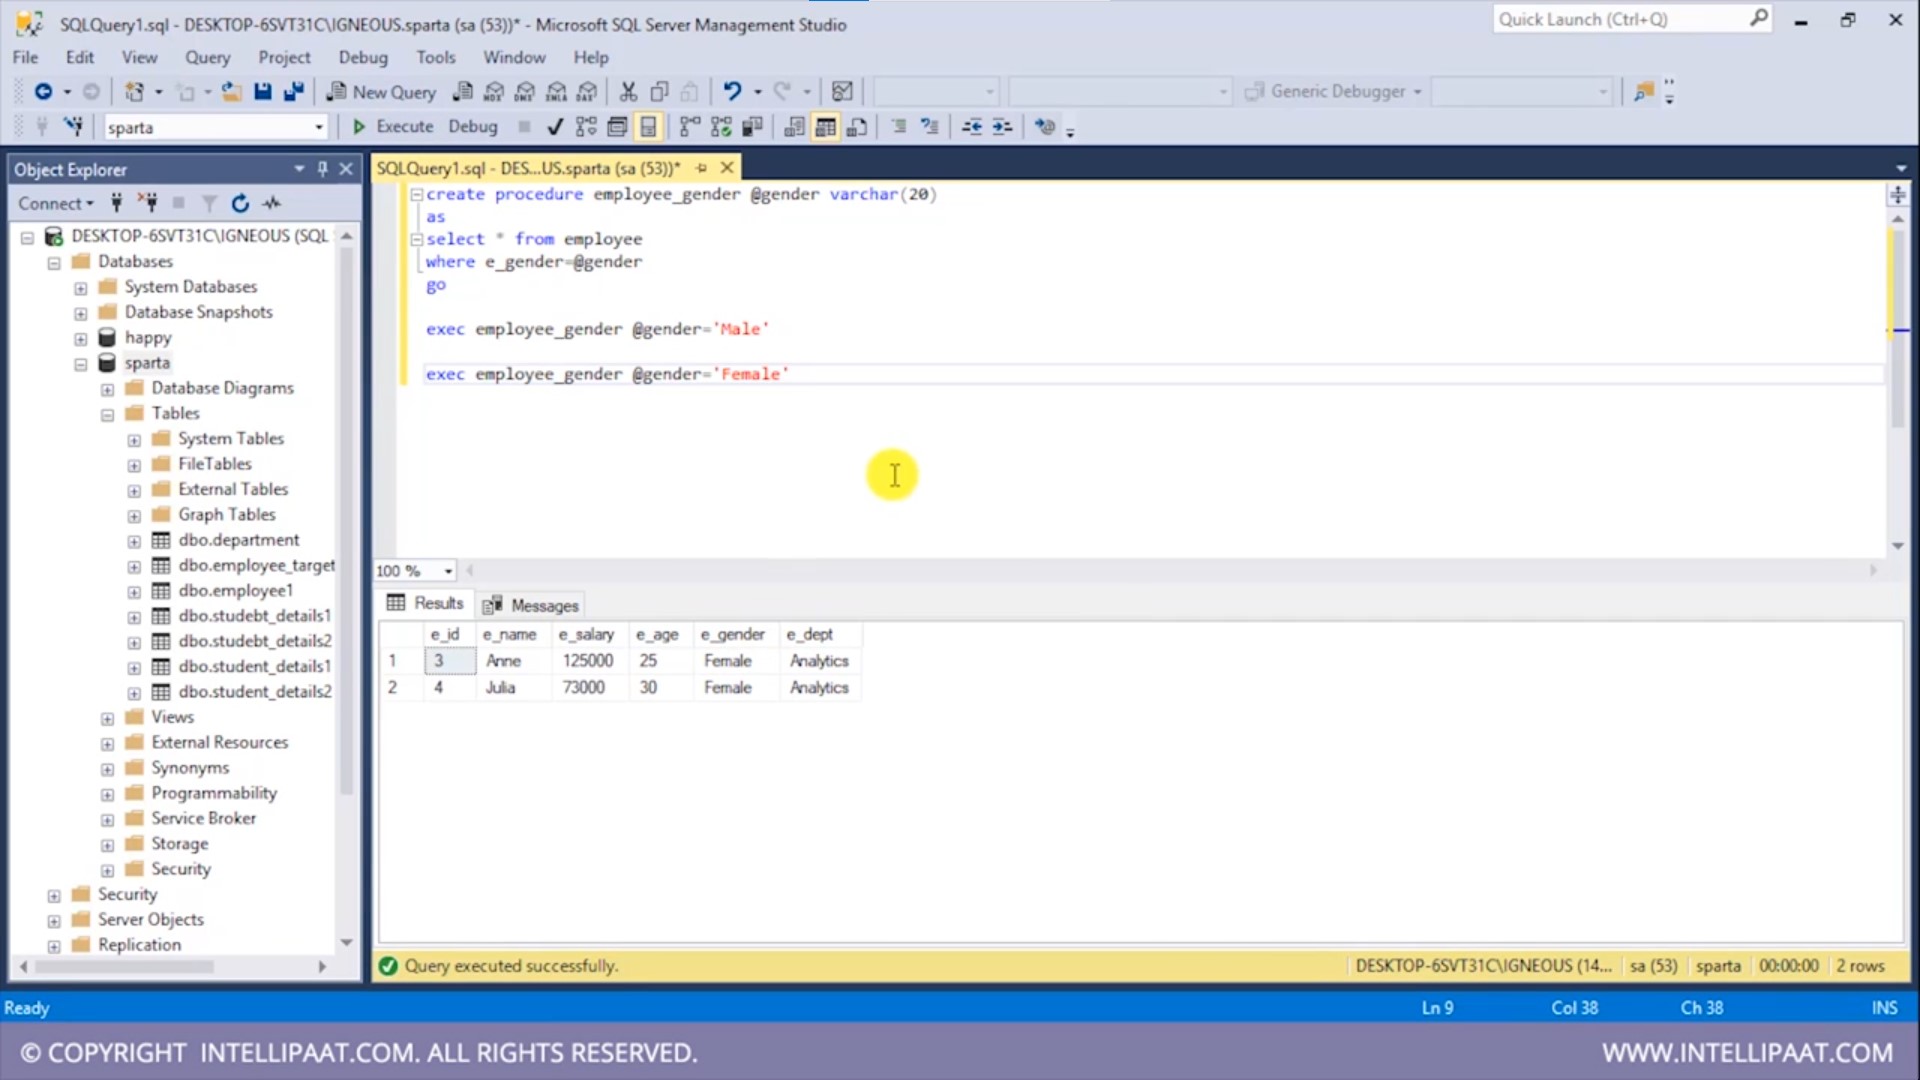 SQLQuery1.sql - DESKTOP-6SVT31C\IGNEOUS.sparta (sa (53))* - Microsoft SQL Server Management Studio
Quick Launch (Ctrl+Q)
File Edit View Query Project Debug Tools Window Help
New Query
Generic Debugger
sparta
Execute Debug
Object Explorer
Connect
DESKTOP-6SVT31C\IGNEOUS (SQL
Databases
System Databases
Database Snapshots
happy
sparta
Database Diagrams
Tables
System Tables
FileTables
External Tables
Graph Tables
dbo.department
dbo.employee_target
dbo.employee1
dbo.studebt_details1
dbo.studebt_details2
dbo.student_details1
dbo.student_details2
Views
External Resources
Synonyms
Programmability
Service Broker
Storage
Security
Security
Server Objects
Replication
SQLQuery1.sql - DES...US.sparta (sa (53))*
create procedure employee_gender @gender varchar(20)
as
select * from employee
where e_gender=@gender
go
exec employee_gender @gender='Male'
exec employee_gender @gender='Female'
100 %
Results Messages
e_id e_name e_salary e_age e_gender e_dept
1 3 Anne 125000 25 Female Analytics
2 4 Julia 73000 30 Female Analytics
Query executed successfully.
DESKTOP-6SVT31C\IGNEOUS (14... sa (53) sparta 00:00:00 2 rows
Ready
Ln 9 Col 38 Ch 38 INS
© COPYRIGHT INTELLIPAAT.COM. ALL RIGHTS RESERVED.
WWW.INTELLIPAAT.COM